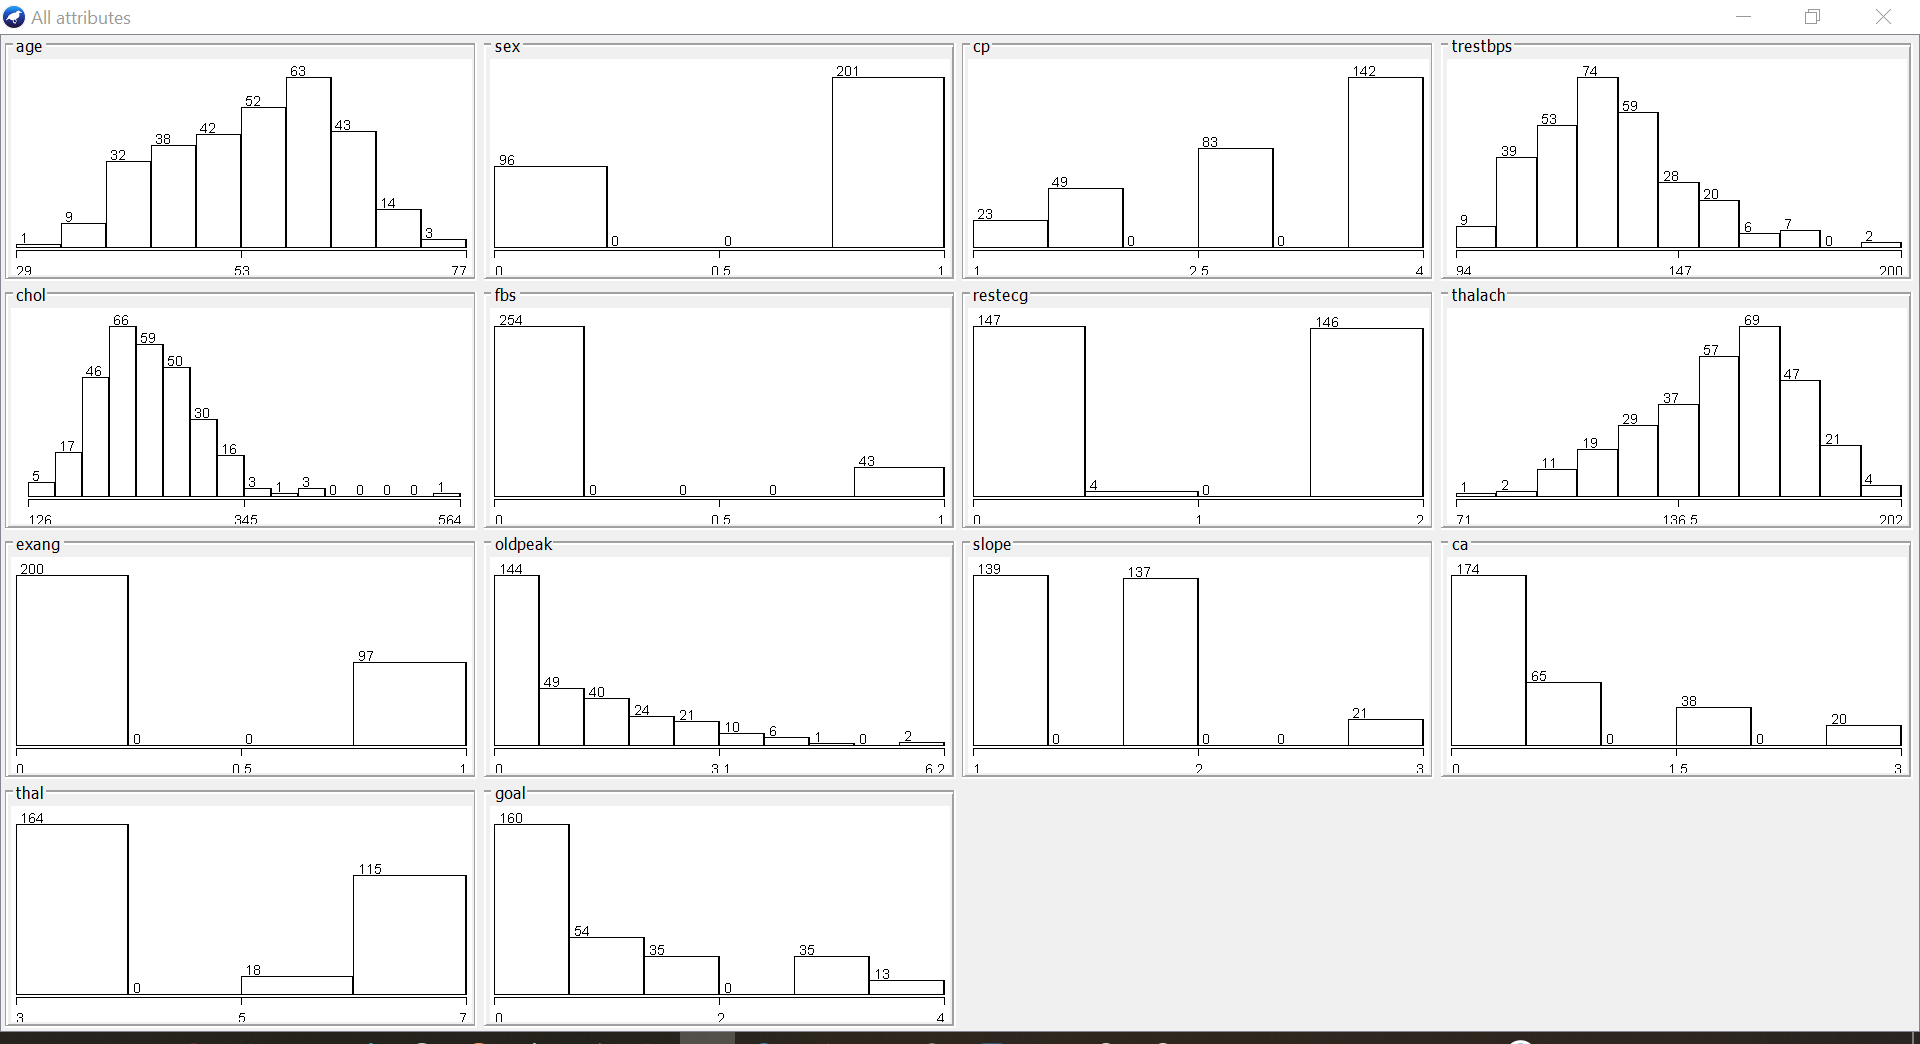 All attributes
age
1 9 32 38 42 52 63 43 14 3
29 53 77
sex
96 0 0 201
0 0.5 1
cp
23 49 0 83 0 142
1 2.5 4
trestbps
9 39 53 74 59 28 20 6 7 0 2
94 147 200
chol
5 17 46 66 59 50 30 16 3 1 3 0 0 0 0 1
126 345 564
fbs
254 0 0 0 43
0 0.5 1
restecg
147 4 0 146
0 1 2
thalach
1 2 11 19 29 37 57 69 47 21 4
71 136.5 202
exang
200 0 0 97
0 0.5 1
oldpeak
144 49 40 24 21 10 6 1 0 2
0 3.1 6.2
slope
139 0 137 0 0 21
1 2 3
ca
174 65 0 38 0 20
0 1.5 3
thal
164 0 18 115
3 5 7
goal
160 54 35 0 35 13
0 2 4